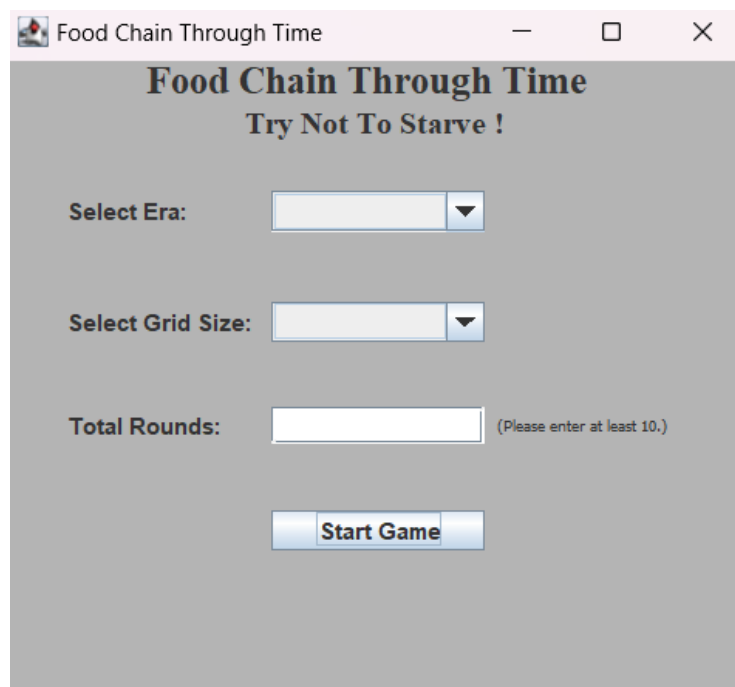 Food Chain Through Time
Food Chain Through Time
Try Not To Starve !
Select Era:
Select Grid Size:
Total Rounds: (Please enter at least 10.)
Start Game